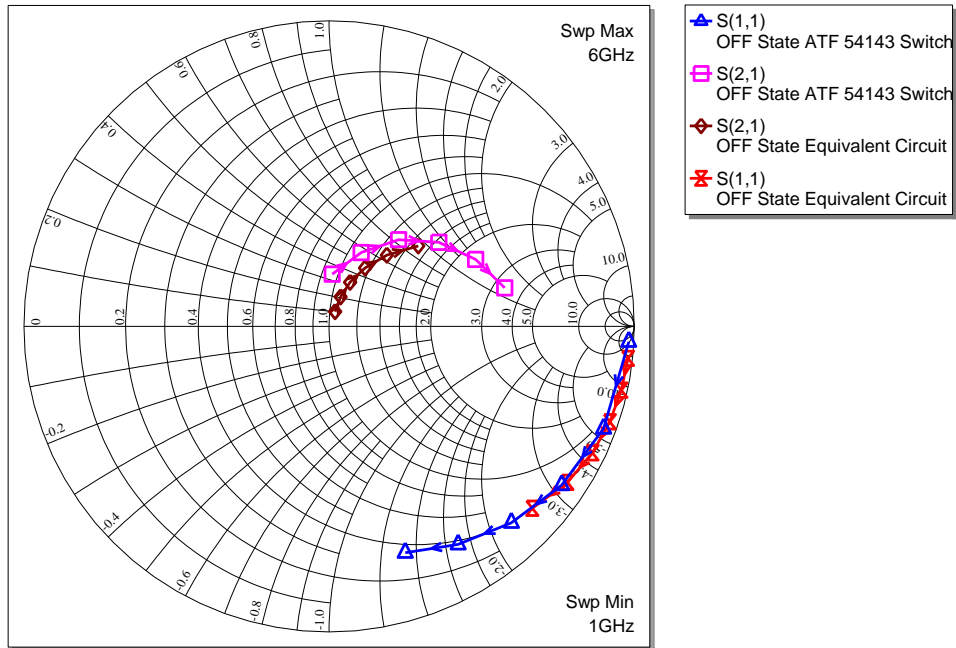 Swp Max
6GHz
1.0
0.8
0.6
0.4
0.2
2.0
3.0
4.0
5.0
10.0
0
0.2
0.4
0.6
0.8
1.0
2.0
3.0
4.0
5.0
10.0
-0.2
-0.4
-0.6
-0.8
-1.0
-2.0
-3.0
0.0
Swp Min
1GHz
S(1,1)
OFF State ATF 54143 Switch
S(2,1)
OFF State ATF 54143 Switch
S(2,1)
OFF State Equivalent Circuit
S(1,1)
OFF State Equivalent Circuit